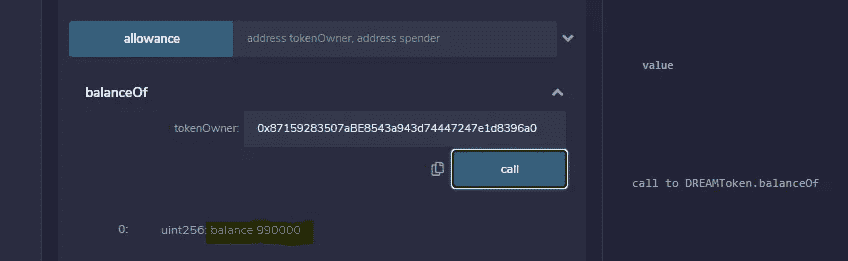 allowance address tokenOwner, address spender
value
balanceOf
tokenOwner: 0x87159283507aBE8543a943d74447247e1d8396a0
call
call to DREAMToken.balanceOf
0: uint256: balance 990000